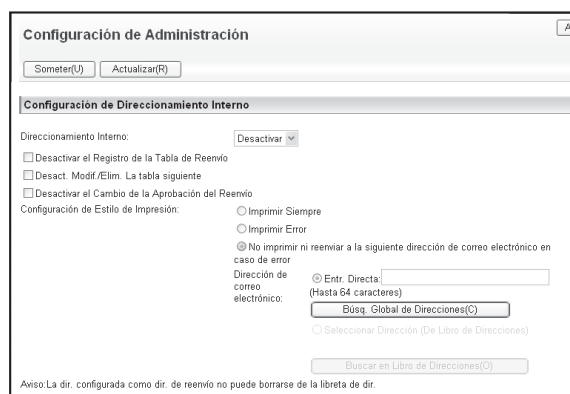 Configuración de Administración
A
Someter(U)
Actualizar(R)
Configuración de Direccionamiento Interno
Direccionamiento Interno:
Desactivar
Desactivar el Registro de la Tabla de Reenvío
Desact. Modif./Elim. La tabla siguiente
Desactivar el Cambio de la Aprobación del Reenvío
Configuración de Estilo de Impresión:
Imprimir Siempre
Imprimir Error
No imprimir ni reenviar a la siguiente dirección de correo electrónico en
caso de error
Dirección de
correo
electrónico:
Entr. Directa:
(Hasta 64 caracteres)
Búsq. Global de Direcciones(C)
Seleccionar Dirección (De Libro de Direcciones)
Buscar en Libro de Direcciones(O)
Aviso:La dir. configurada como dir. de reenvío no puede borrarse de la libreta de dir.